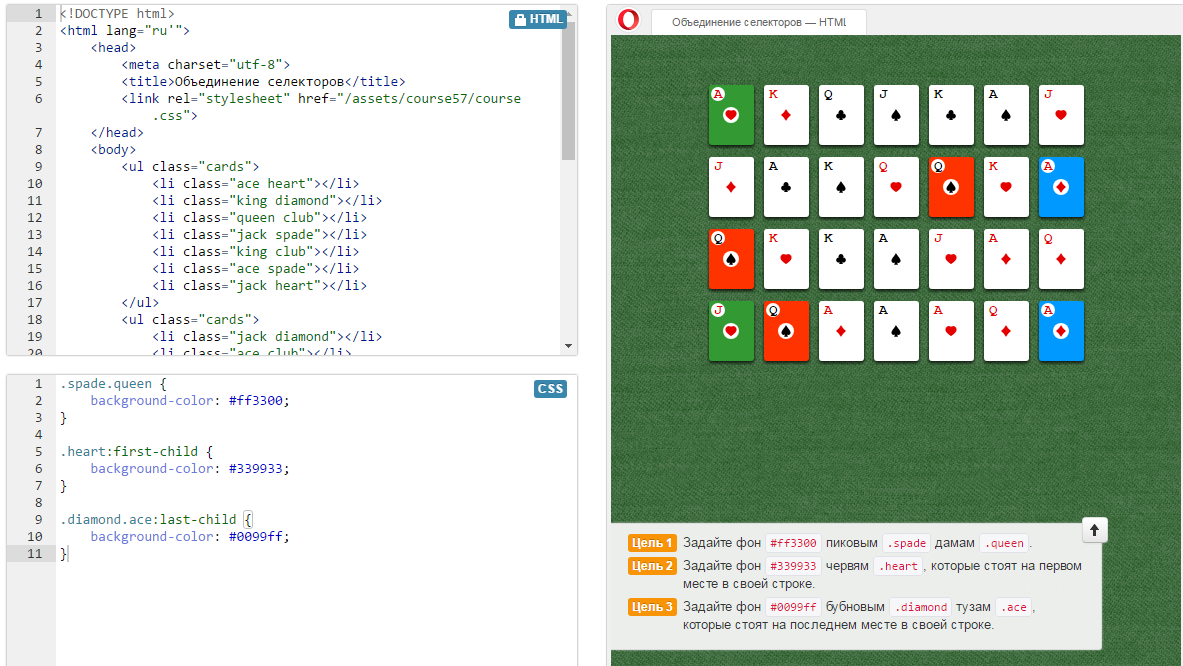 1 <!DOCTYPE html>
2 <html lang="ru'">
3 <head>
4 <meta charset="utf-8">
5 <title>Объединение селекторов</title>
6 <link rel="stylesheet" href="/assets/course57/course
.css">
7 </head>
8 <body>
9 <ul class="cards">
10 <li class="ace heart"></li>
11 <li class="king diamond"></li>
12 <li class="queen club"></li>
13 <li class="jack spade"></li>
14 <li class="king club"></li>
15 <li class="ace spade"></li>
16 <li class="jack heart"></li>
17 </ul>
18 <ul class="cards">
19 <li class="jack diamond"></li>
20 <li class="ace club"></li>
HTML
1 .spade.queen {
2 background-color: #ff3300;
3 }
4
5 .heart:first-child {
6 background-color: #339933;
7 }
8
9 .diamond.ace:last-child {
10 background-color: #0099ff;
11 }
CSS
Объединение селекторов — HTML
A K Q J K A J
J A K Q Q K A
Q K K A J A Q
J Q A A A Q A
Цель 1 Задайте фон #ff3300 пиковым .spade дамам .queen .
Цель 2 Задайте фон #339933 червям .heart , которые стоят на первом
месте в своей строке.
Цель 3 Задайте фон #0099ff бубновым .diamond тузам .ace ,
которые стоят на последнем месте в своей строке.